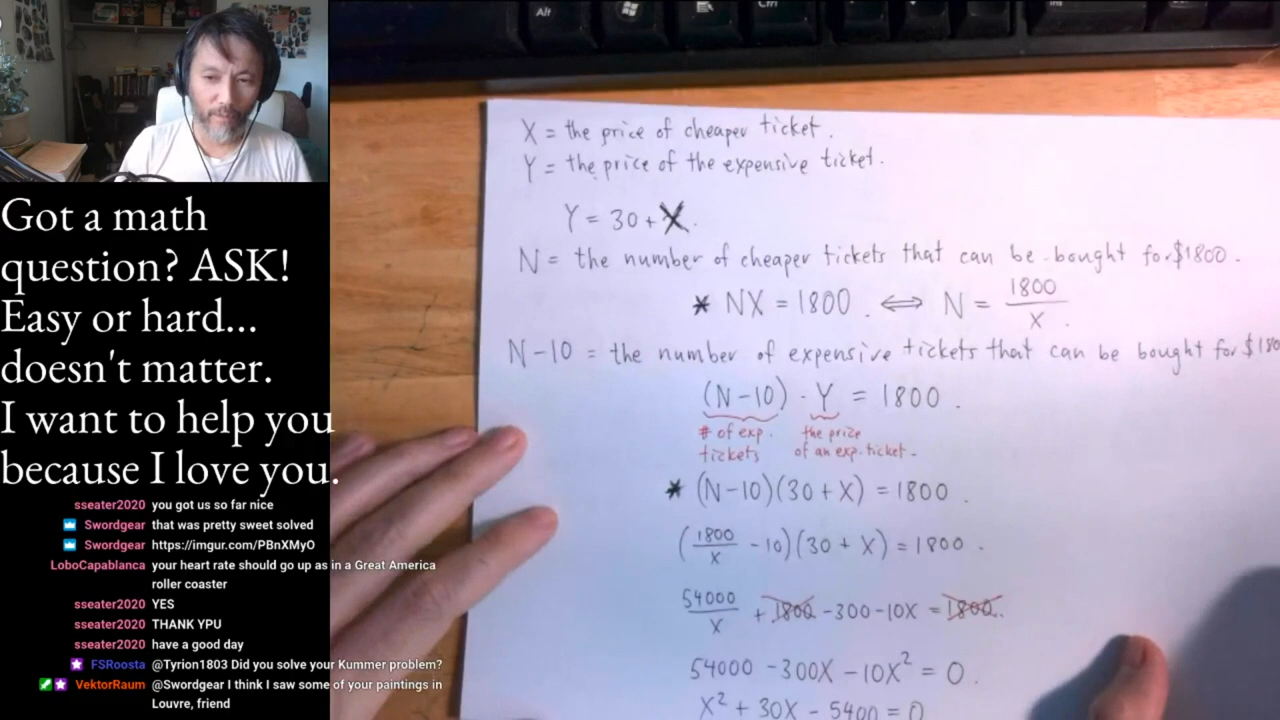 Alt
Ctrl
Got a math
question? ASK!
Easy or hard...
doesn't matter.
I want to help you
because I love you.
sseater2020 you got us so far nice
Swordgear that was pretty sweet solved
Swordgear https://imgur.com/PBnXMyO
LoboCapablanca your heart rate should go up as in a Great America
roller coaster
sseater2020 YES
sseater2020 THANK YPU
sseater2020 have a good day
FSRoosta @Tyrion1803 Did you solve your Kummer problem?
VektorRaum @Swordgear I think I saw some of your paintings in
Louvre, friend
X = the price of cheaper ticket.
Y = the price of the expensive ticket.
Y = 30 + X.
N = the number of cheaper tickets that can be bought for $1800.
* NX = 1800. ⟺ N = 1800/X.
N-10 = the number of expensive tickets that can be bought for $180
(N-10) · Y = 1800.
# of exp. the prize
tickets of an exp. ticket.
* (N-10)(30+X) = 1800.
(1800/X - 10)(30 + X) = 1800.
54000/X + 1800 - 300 - 10X = 1800.
54000 - 300X - 10X² = 0.
X² + 30X - 5400 = 0